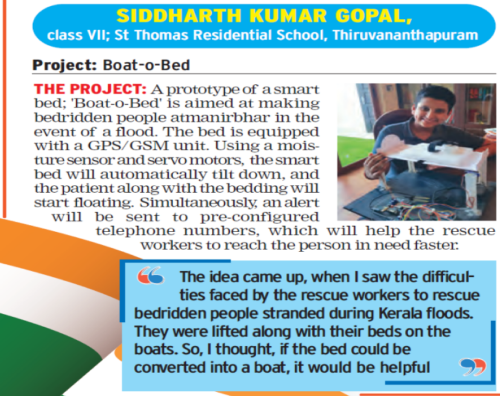 SIDDHARTH KUMAR GOPAL,
class VII; St Thomas Residential School, Thiruvananthapuram
Project: Boat-o-Bed
THE PROJECT: A prototype of a smart
bed; 'Boat-o-Bed' is aimed at making
bedridden people atmanirbhar in the
event of a flood. The bed is equipped
with a GPS/GSM unit. Using a mois-
ture sensor and servo motors, the smart
bed will automatically tilt down, and
the patient along with the bedding will
start floating. Simultaneously, an alert
will be sent to pre-configured
telephone numbers, which will help the rescue
workers to reach the person in need faster.
The idea came up, when I saw the difficul-
ties faced by the rescue workers to rescue
bedridden people stranded during Kerala floods.
They were lifted along with their beds on the
boats. So, I thought, if the bed could be
converted into a boat, it would be helpful